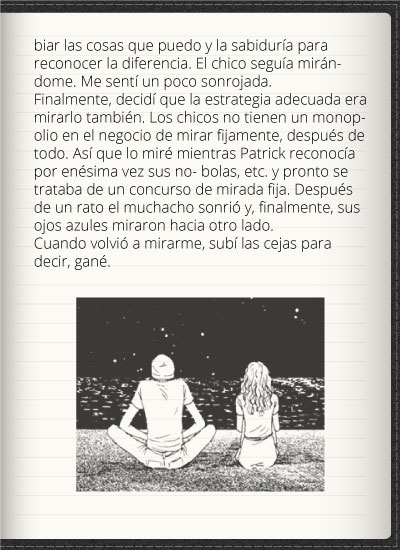 biar las cosas que puedo y la sabiduría para
reconocer la diferencia. El chico seguía mirán-
dome. Me sentí un poco sonrojada.
Finalmente, decidí que la estrategia adecuada era
mirarlo también. Los chicos no tienen un monop-
olio en el negocio de mirar fijamente, después de
todo. Así que lo miré mientras Patrick reconocía
por enésima vez sus no- bolas, etc. y pronto se
trataba de un concurso de mirada fija. Después
de un rato el muchacho sonrió y, finalmente, sus
ojos azules miraron hacia otro lado.
Cuando volvió a mirarme, subí las cejas para
decir, gané.